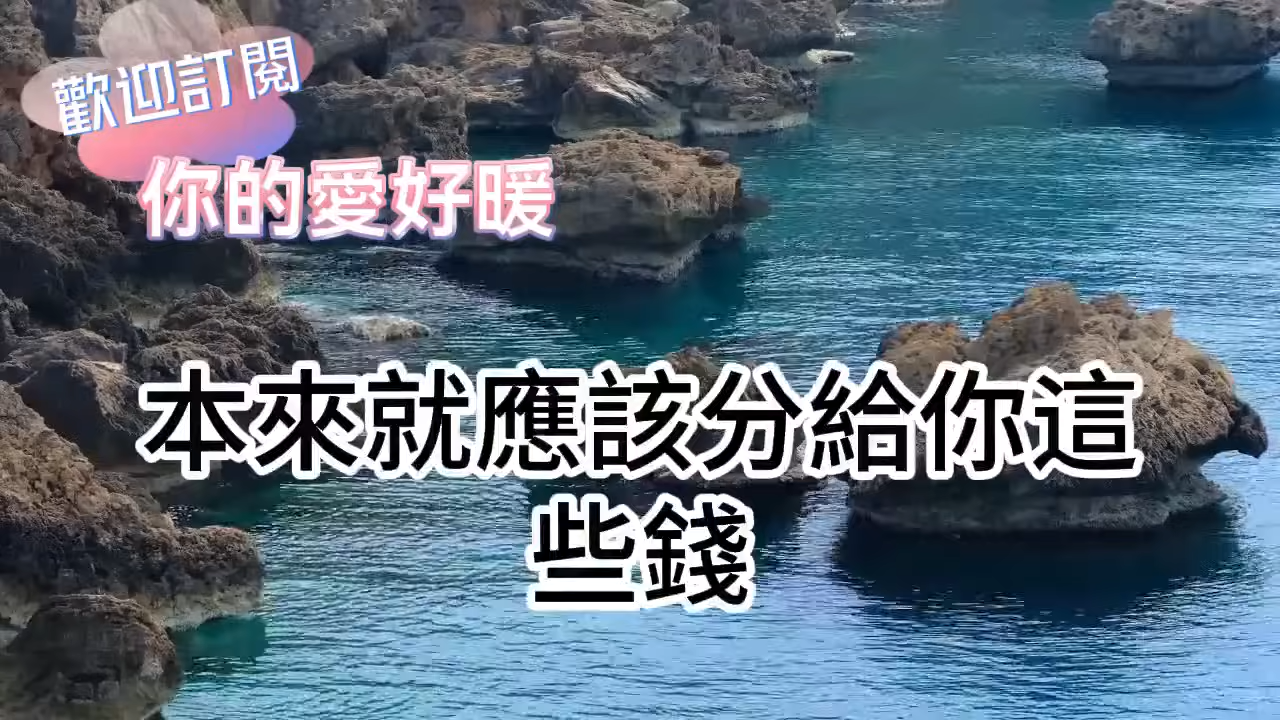 歡迎訂閱
你的愛好暖
本來就應該分給你這
些錢